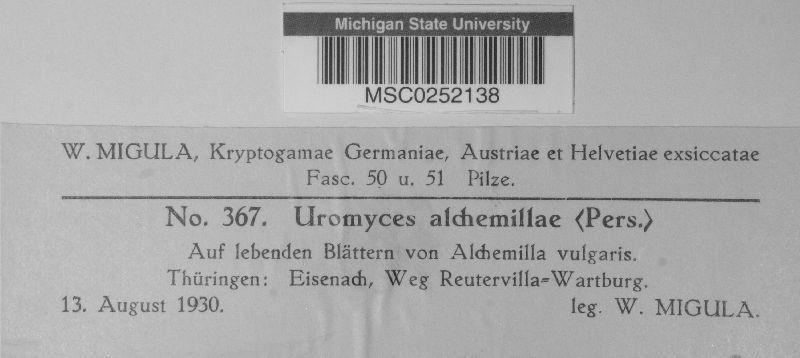 Michigan State University
MSC0252138
W. MIGULA, Kryptogamae Germaniae, Austriae et Helvetiae exsiccatae
Fasc. 50 u. 51 Pilze.
No. 367. Uromyces alchemillae (Pers.)
Auf lebenden Blättern von Alchemilla vulgaris.
Thüringen: Eisenach, Weg Reutervilla=Wartburg.
13. August 1930. leg. W. MIGULA.